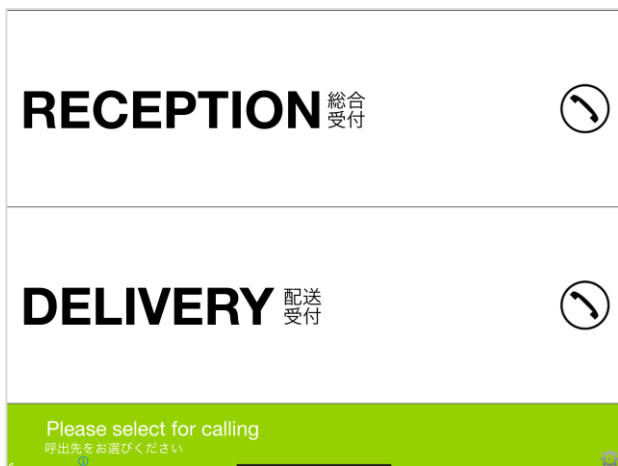 RECEPTION 総合
受付
DELIVERY 配送
受付
Please select for calling
呼出先をお選びください